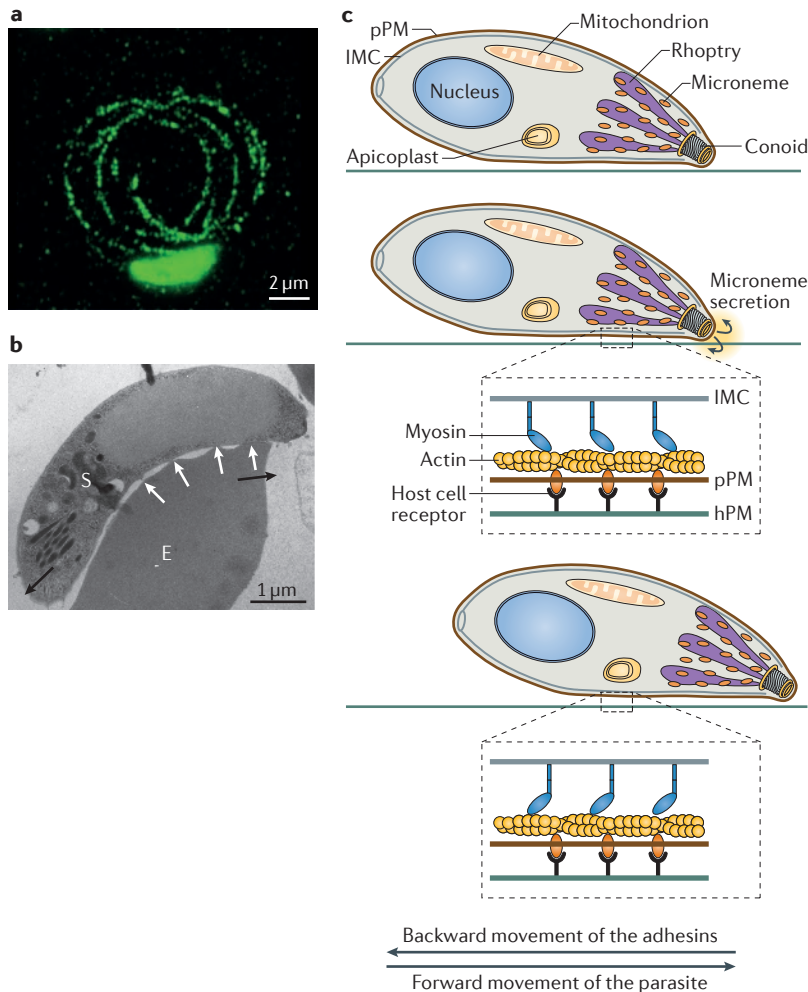 a
2 µm
b
S
E
1 µm
c
pPM
IMC
Mitochondrion
Rhoptry
Microneme
Nucleus
Apicoplast
Conoid
Microneme
secretion
IMC
Myosin
Actin
pPM
Host cell
receptor
hPM
Backward movement of the adhesins
Forward movement of the parasite